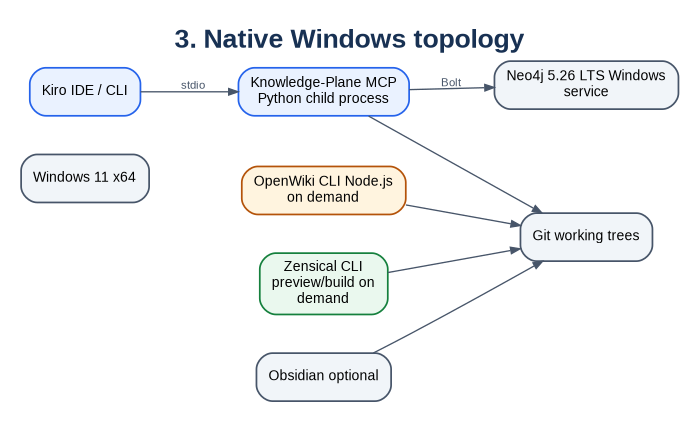 3. Native Windows topology
Kiro IDE / CLI
stdio
Knowledge-Plane MCP
Python child process
Bolt
Neo4j 5.26 LTS Windows
service
Windows 11 x64
OpenWiki CLI Node.js
on demand
Git working trees
Zensical CLI
preview/build on
demand
Obsidian optional